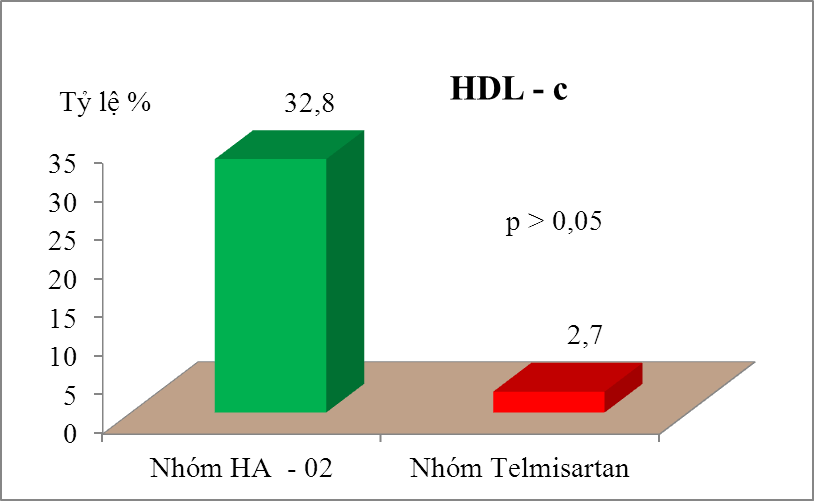 HDL - c
Tỷ lệ %
32,8
35
30
25
20
15
10
5
0
p > 0,05
2,7
Nhóm HA - 02
Nhóm Telmisartan